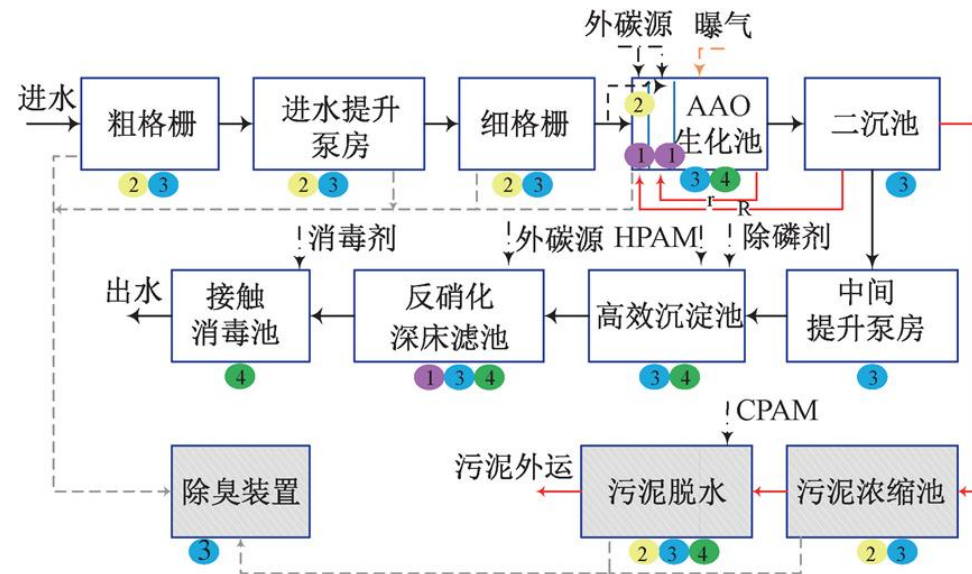 外碳源 曝气
进水
粗格栅
进水提升
泵房
细格栅
AAO
生化池
二沉池
2
1 1
2 3
2 3
2 3
3 4
3
r
R
消毒剂
外碳源
HPAM
除磷剂
出水
接触
消毒池
反硝化
深床滤池
高效沉淀池
中间
提升泵房
4
1 3 4
3 4
3
CPAM
污泥外运
除臭装置
污泥脱水
污泥浓缩池
3
2 3 4
2 3